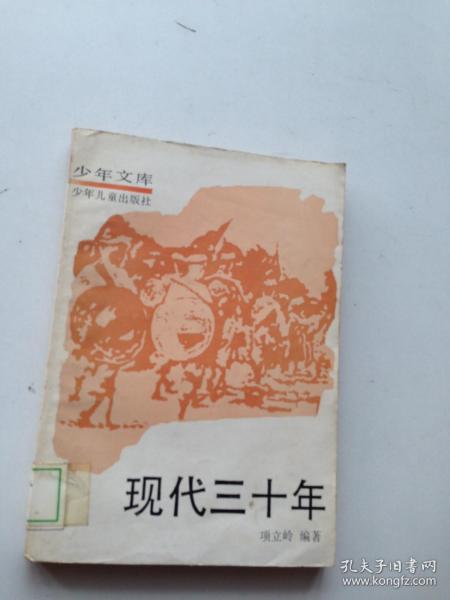 少年文库
少年儿童出版社
现代三十年
项立岭 编著
孔夫子旧书网
www.kongfz.com